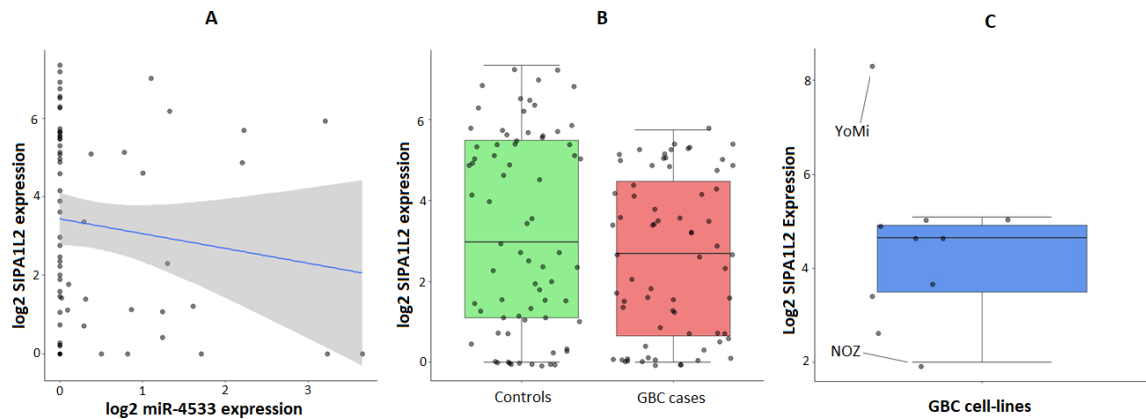 A
B
C
log2 SIPA1L2 expression
6
4
2
0
0
1
2
3
log2 miR-4533 expression
log2 SIPA1L2 expression
6
4
2
0
Controls
GBC cases
Log2 SIPA1L2 Expression
8
6
4
2
YoMi
NOZ
GBC cell-lines